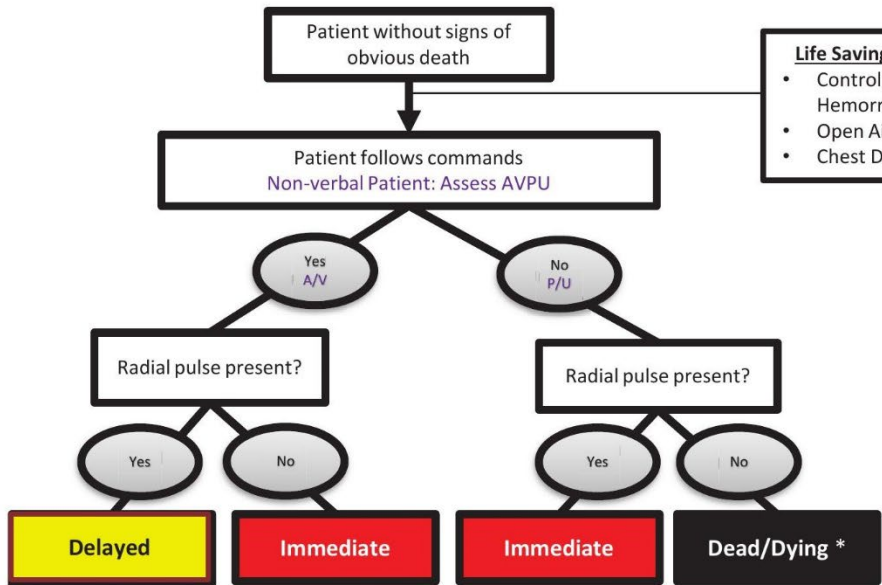 Patient without signs of
obvious death
Life Saving
• Control
Hemorr
• Open A
• Chest D
Patient follows commands
Non-verbal Patient: Assess AVPU
Yes
A/V
No
P/U
Radial pulse present?
Radial pulse present?
Yes
No
Yes
No
Delayed
Immediate
Immediate
Dead/Dying *